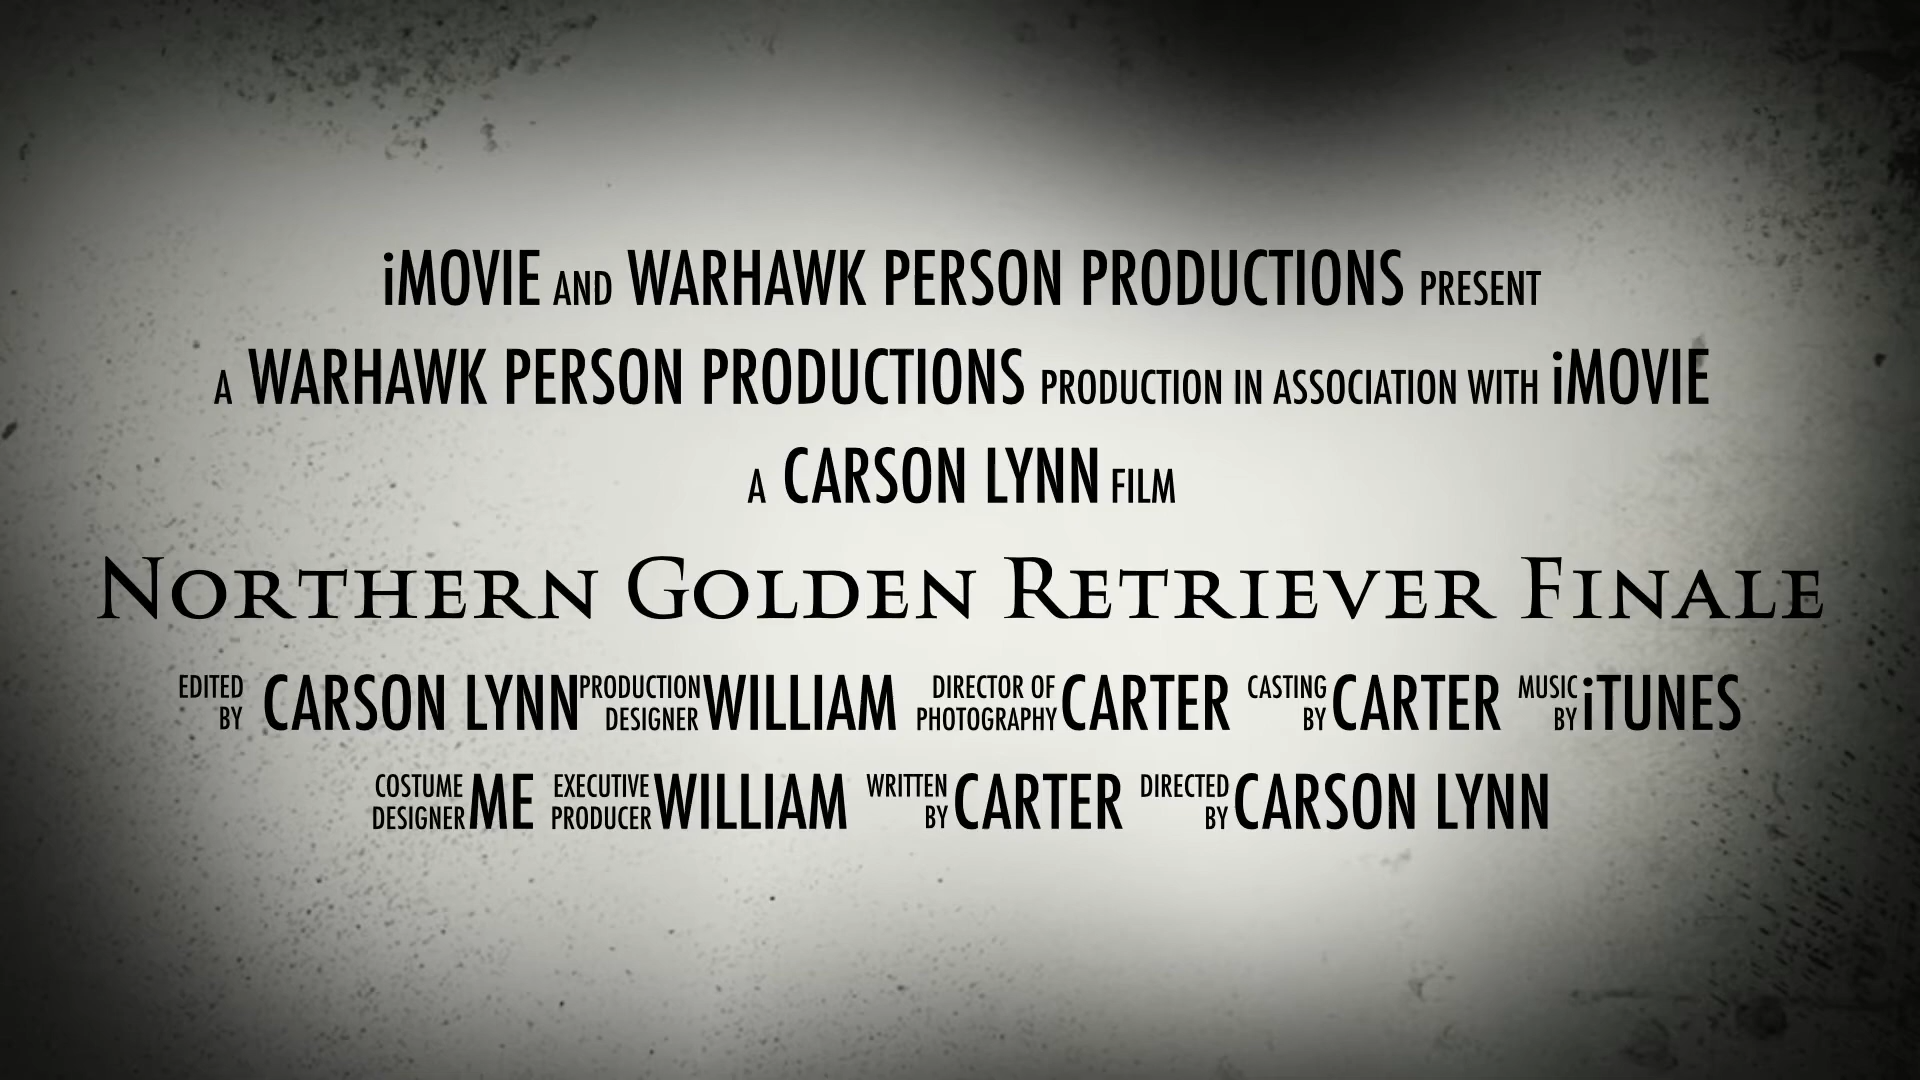 iMOVIE AND WARHAWK PERSON PRODUCTIONS PRESENT
A WARHAWK PERSON PRODUCTIONS PRODUCTION IN ASSOCIATION WITH iMOVIE
A CARSON LYNN FILM
NORTHERN GOLDEN RETRIEVER FINALE
EDITED BY CARSON LYNN PRODUCTION DESIGNER WILLIAM DIRECTOR OF PHOTOGRAPHY CARTER CASTING BY CARTER MUSIC BY iTUNES
COSTUME DESIGNER ME EXECUTIVE PRODUCER WILLIAM WRITTEN BY CARTER DIRECTED BY CARSON LYNN